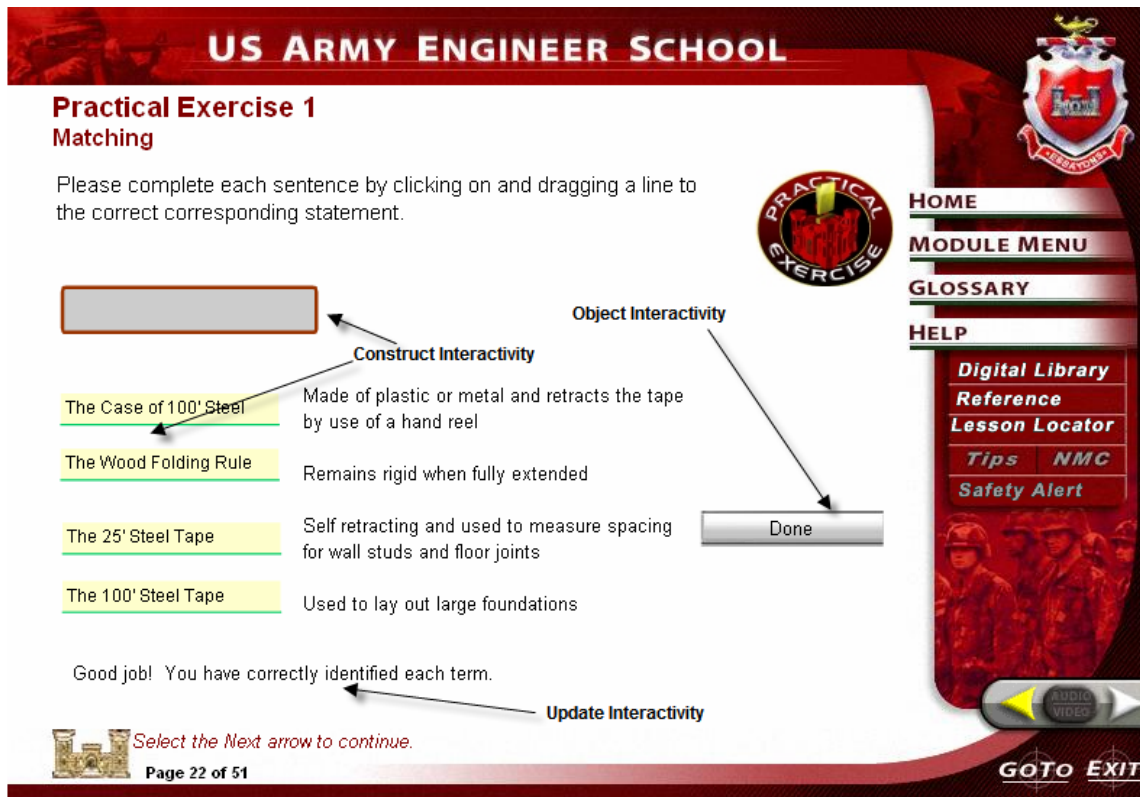 US ARMY ENGINEER SCHOOL
Practical Exercise 1
Matching
Please complete each sentence by clicking on and dragging a line to
the correct corresponding statement.
PRACTICAL
EXERCISE
ESSAYONS
HOME
MODULE MENU
GLOSSARY
HELP
Digital Library
Reference
Lesson Locator
Tips NMC
Safety Alert
Object Interactivity
Construct Interactivity
The Case of 100' Steel
Made of plastic or metal and retracts the tape
by use of a hand reel
The Wood Folding Rule
Remains rigid when fully extended
The 25' Steel Tape
Self retracting and used to measure spacing
for wall studs and floor joints
Done
The 100' Steel Tape
Used to lay out large foundations
Good job! You have correctly identified each term.
Update Interactivity
Select the Next arrow to continue.
Page 22 of 51
AUDIO
VIDEO
GOTO EXIT